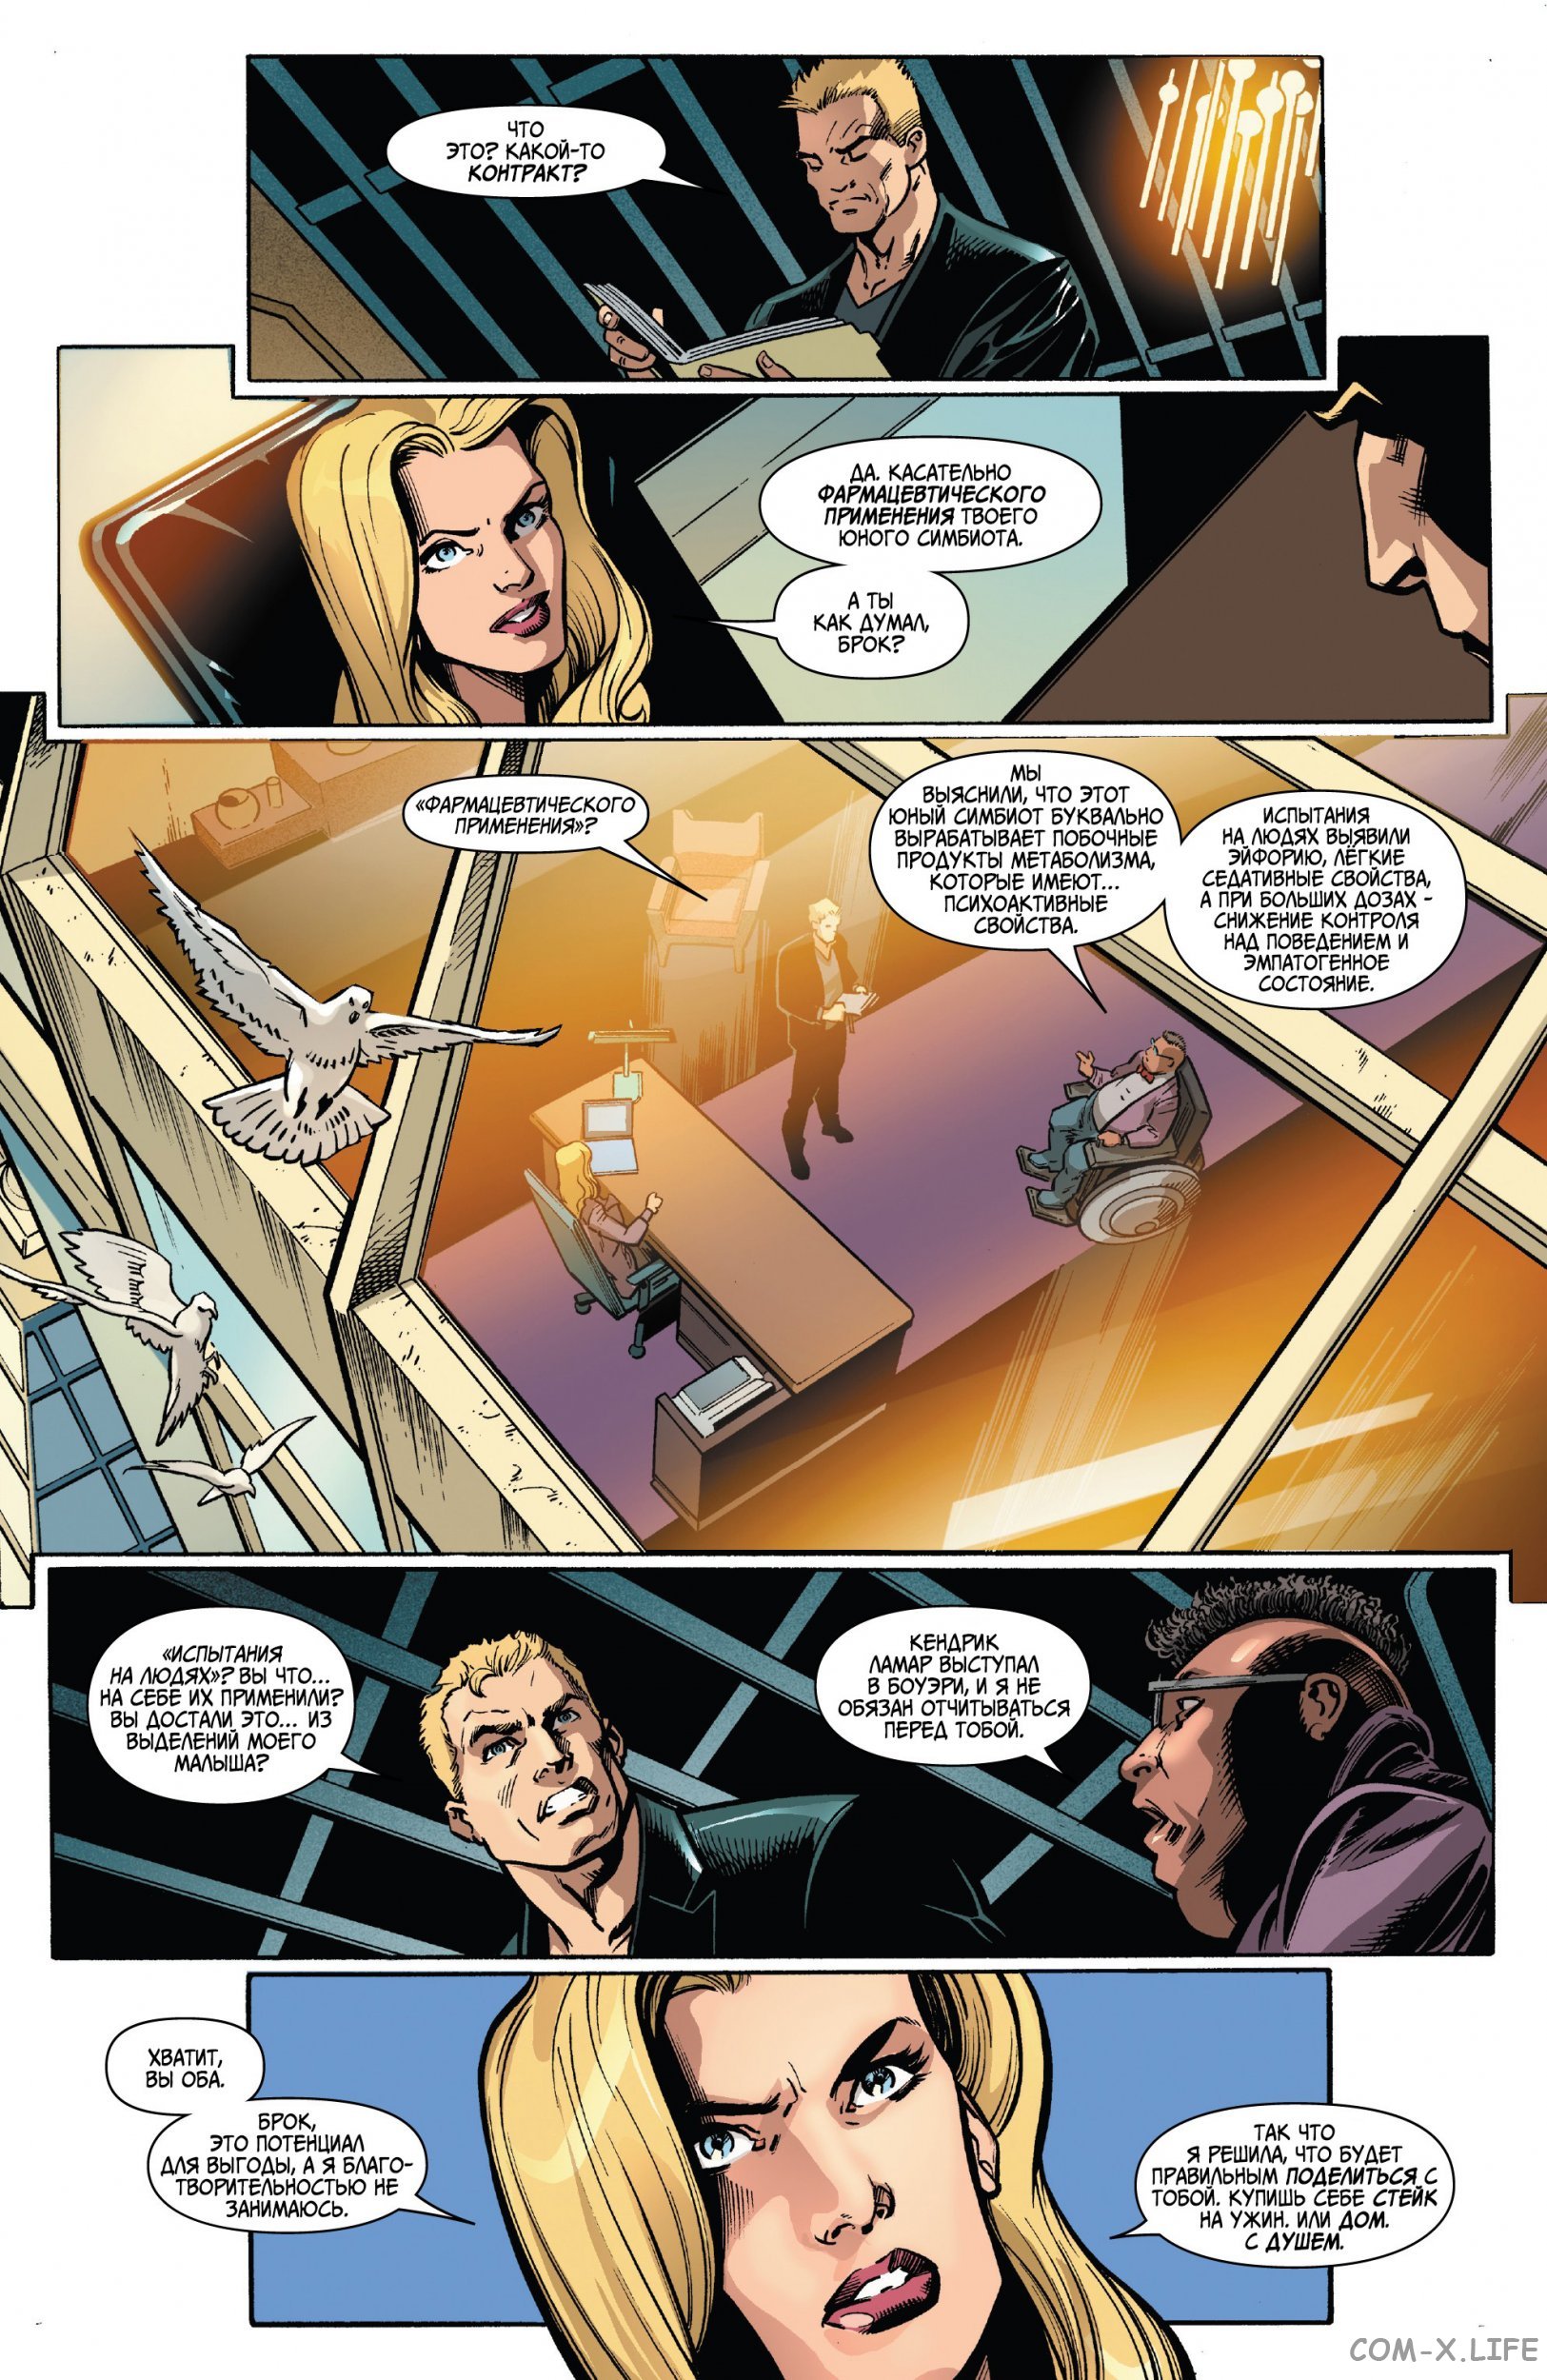 ЧТО
ЭТО? КАКОЙ-ТО
КОНТРАКТ?
ДА. КАСАТЕЛЬНО
ФАРМАЦЕВТИЧЕСКОГО
ПРИМЕНЕНИЯ ТВОЕГО
ЮНОГО СИМБИОТА.
А ТЫ
КАК ДУМАЛ,
БРОК?
«ФАРМАЦЕВТИЧЕСКОГО
ПРИМЕНЕНИЯ»?
МЫ
ВЫЯСНИЛИ, ЧТО ЭТОТ
ЮНЫЙ СИМБИОТ БУКВАЛЬНО
ВЫРАБАТЫВАЕТ ПОБОЧНЫЕ
ПРОДУКТЫ МЕТАБОЛИЗМА,
КОТОРЫЕ ИМЕЮТ...
ПСИХОАКТИВНЫЕ
СВОЙСТВА.
ИСПЫТАНИЯ
НА ЛЮДЯХ ВЫЯВИЛИ
ЭЙФОРИЮ, ЛЁГКИЕ
СЕДАТИВНЫЕ СВОЙСТВА,
А ПРИ БОЛЬШИХ ДОЗАХ -
СНИЖЕНИЕ КОНТРОЛЯ
НАД ПОВЕДЕНИЕМ И
ЭМПАТОГЕННОЕ
СОСТОЯНИЕ.
«ИСПЫТАНИЯ
НА ЛЮДЯХ»? ВЫ ЧТО...
НА СЕБЕ ИХ ПРИМЕНИЛИ?
ВЫ ДОСТАЛИ ЭТО... ИЗ
ВЫДЕЛЕНИЙ МОЕГО
МАЛЫША?
КЕНДРИК
ЛАМАР ВЫСТУПАЛ
В БОУЭРИ, И Я НЕ
ОБЯЗАН ОТЧИТЫВАТЬСЯ
ПЕРЕД ТОБОЙ.
ХВАТИТ,
ВЫ ОБА.
БРОК,
ЭТО ПОТЕНЦИАЛ
ДЛЯ ВЫГОДЫ, А Я БЛАГО-
ТВОРИТЕЛЬНОСТЬЮ НЕ
ЗАНИМАЮСЬ.
ТАК ЧТО
Я РЕШИЛА, ЧТО БУДЕТ
ПРАВИЛЬНЫМ ПОДЕЛИТЬСЯ С
ТОБОЙ. КУПИШЬ СЕБЕ СТЕЙК
НА УЖИН. ИЛИ ДОМ.
С ДУШЕМ.
COM-X.LIFE